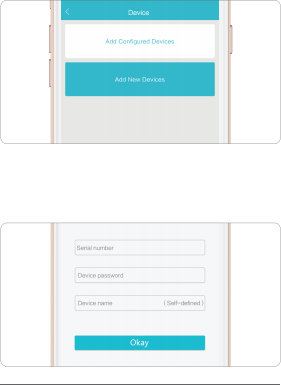 Device
Add Configured Devices
Add New Devices
Serial number
Device password
Device name ( Self-defined )
Okay